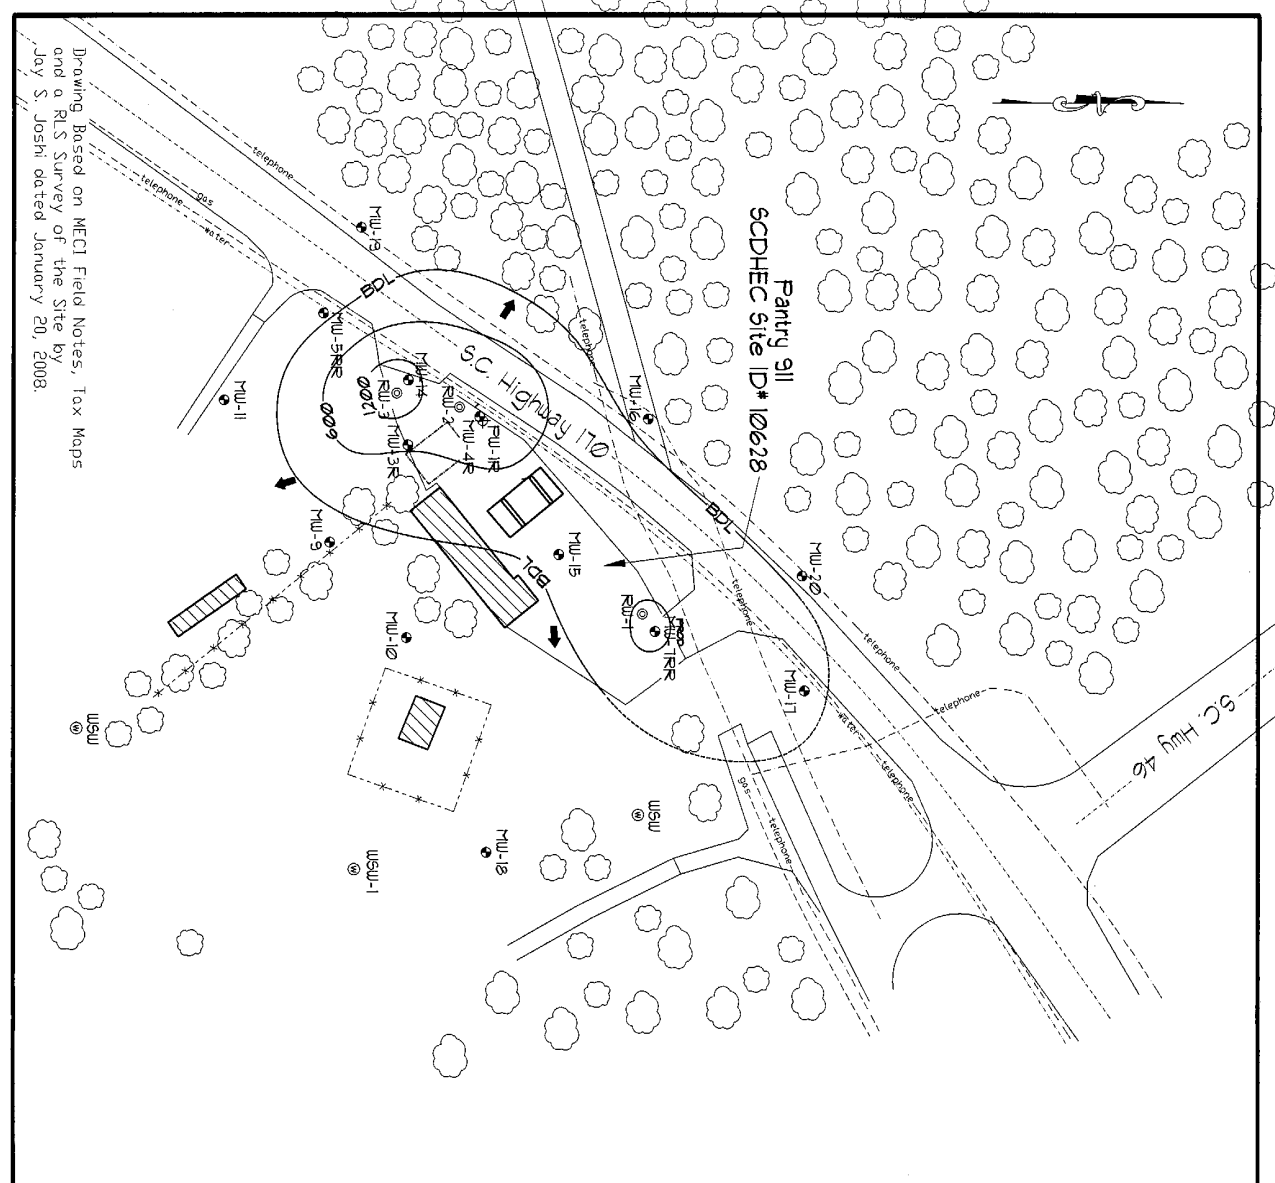 Drawing Based on MECI Field Notes, Tax Maps
and a RLS Survey of the Site by
Jay S. Joshi dated January 20, 2008.
Pantry 911
SCDHEC Site ID# 10628
telephone
telephone
gas
water
MW-19
BDL
MW-5RR
MW-11
MW-14
RW-3
1200
600
RW-2
PW-1R
MW-4R
MW-3R
S.C. Highway 170
telephone
MW-16
BDL
MW-20
MW-15
BDL
RW-1
MW-7RR
MW-9
MW-10
MW-17
telephone
telephone
telephone
water
telephone
gas
telephone
S.C. Hwy 46
WSW
WSW
WSW-1
MW-18